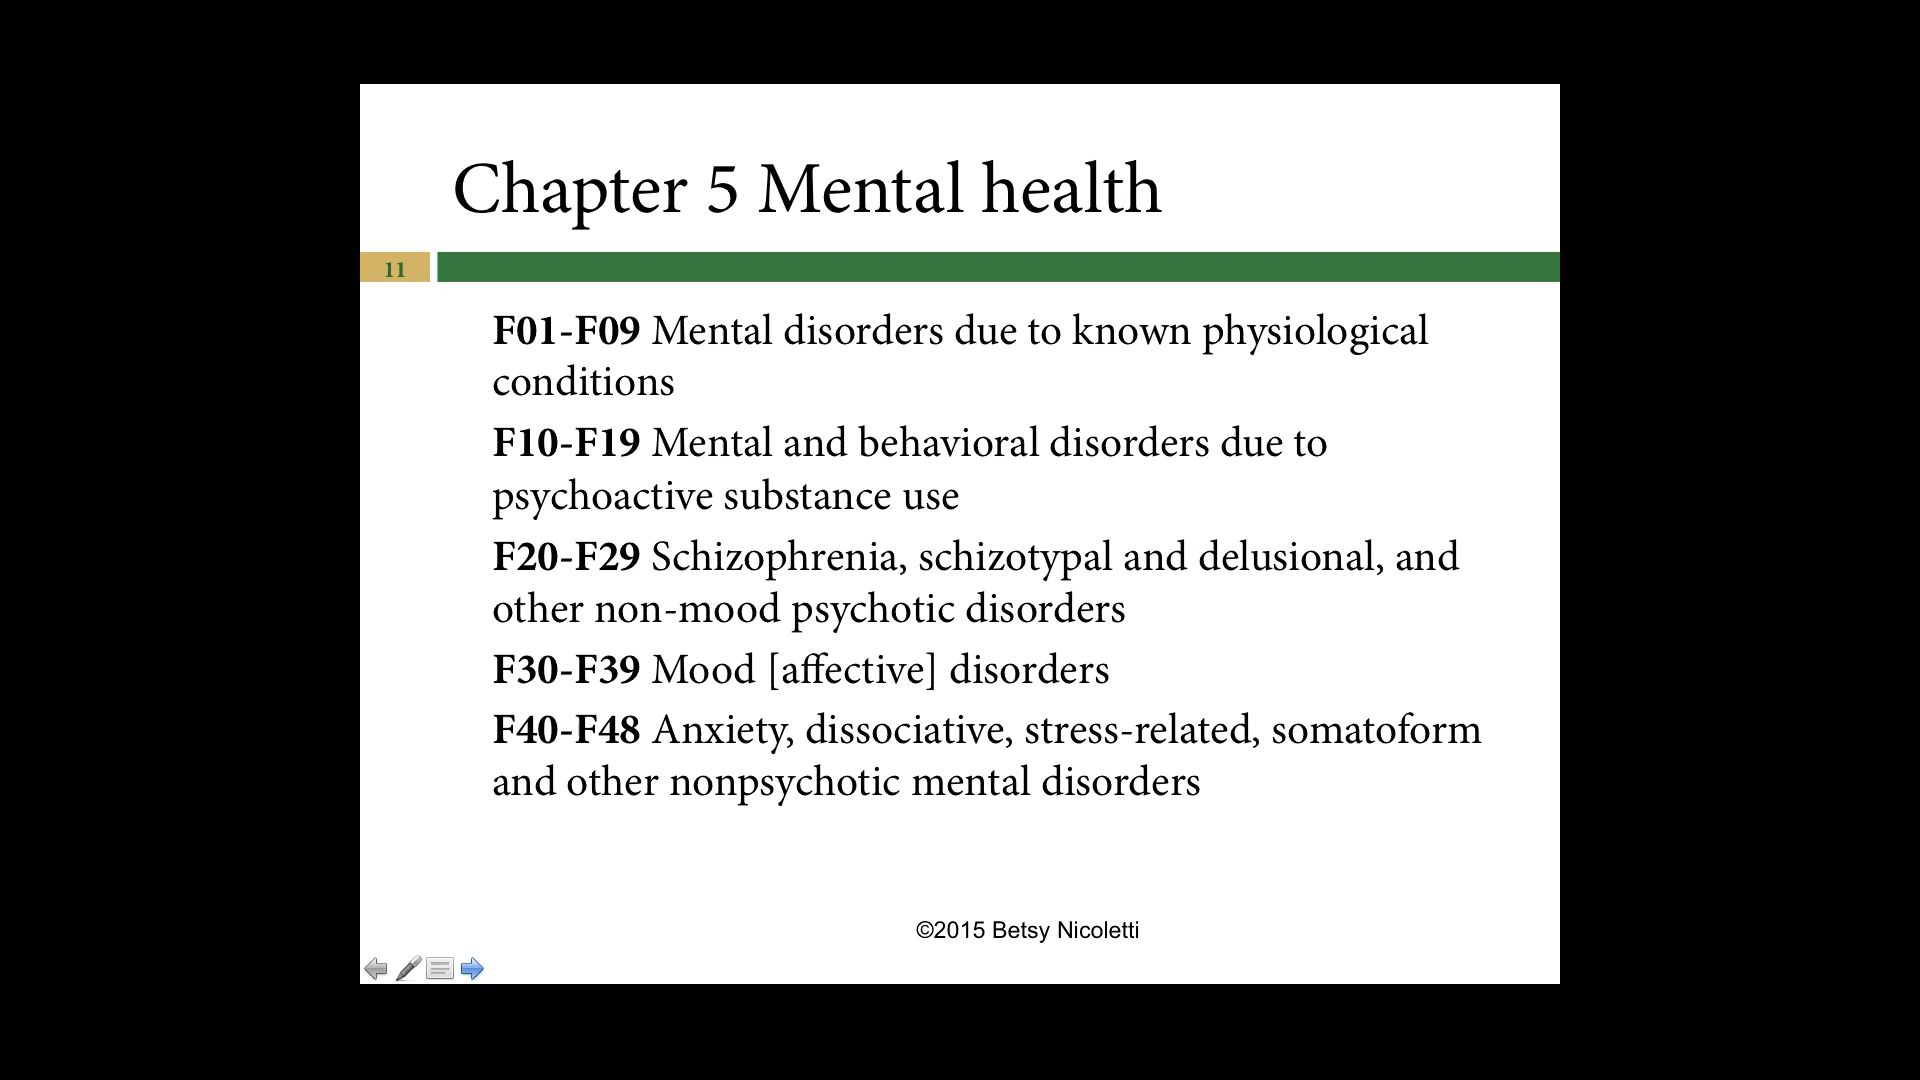 Chapter 5 Mental health
11
F01-F09 Mental disorders due to known physiological
conditions
F10-F19 Mental and behavioral disorders due to
psychoactive substance use
F20-F29 Schizophrenia, schizotypal and delusional, and
other non-mood psychotic disorders
F30-F39 Mood [affective] disorders
F40-F48 Anxiety, dissociative, stress-related, somatoform
and other nonpsychotic mental disorders
©2015 Betsy Nicoletti